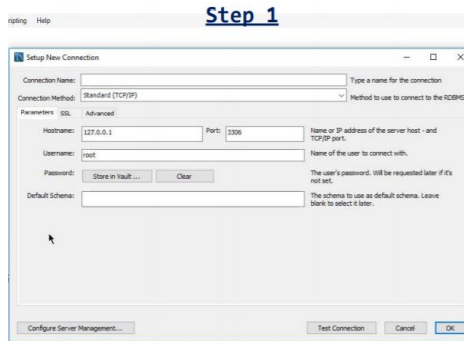 Step 1
ripting Help
Setup New Connection
Connection Name:
Type a name for the connection
Connection Method: Standard (TCP/IP)
Method to use to connect to the RDBMS
Parameters SSL Advanced
Hostname: 127.0.0.1 Port: 3306
Name or IP address of the server host - and
TCP/IP port.
Username: root
Name of the user to connect with.
Password: Store in Vault ... Clear
The user's password. Will be requested later if it's
not set.
Default Schema:
The schema to use as default schema. Leave
blank to select it later.
Configure Server Management... Test Connection Cancel OK